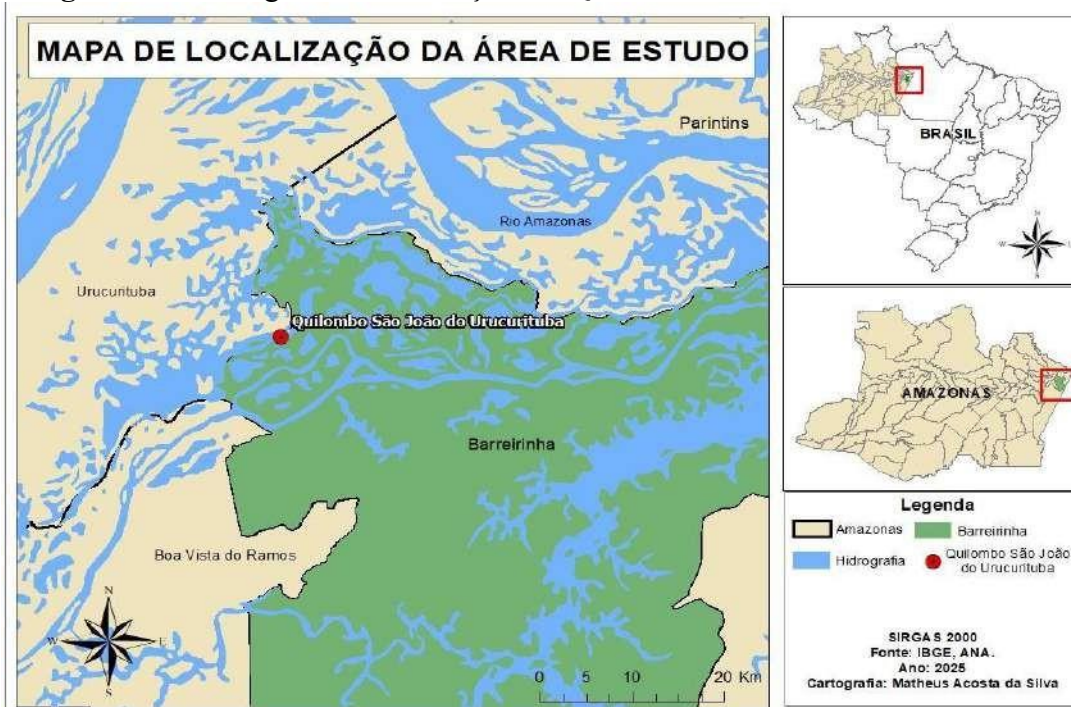 MAPA DE LOCALIZAÇÃO DA ÁREA DE ESTUDO
Parintins
Rio Amazonas
Urucurituba
Quilombo São João do Urucurituba
Barreirinha
Boa Vista do Ramos
N
W E
S
0 5 10 20 Km
BRASIL
N
W E
S
AMAZONAS
Legenda
Amazonas
Barreirinha
Hidrografia
Quilombo São João
do Urucurituba
SIRGAS 2000
Fonte: IBGE, ANA.
Ano: 2025
Cartografia: Matheus Acosta da Silva